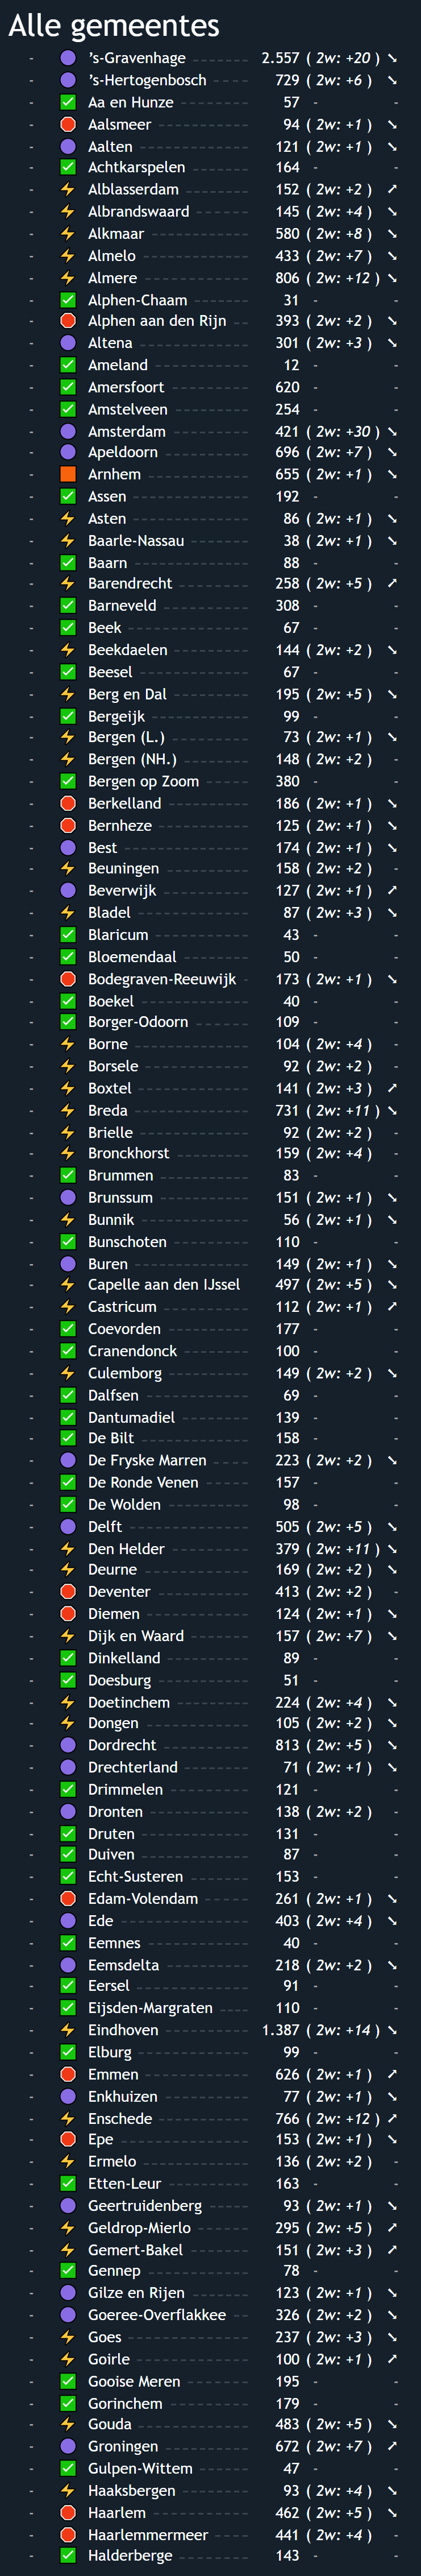 Alle gemeentes
- ’s-Gravenhage 2.557 ( 2w: +20 ) ➘
- ’s-Hertogenbosch 729 ( 2w: +6 ) ➘
- Aa en Hunze 57 - -
- Aalsmeer 94 ( 2w: +1 ) ➘
- Aalten 121 ( 2w: +1 ) ➘
- Achtkarspelen 164 - -
- Alblasserdam 152 ( 2w: +2 ) ➚
- Albrandswaard 145 ( 2w: +4 ) ➘
- Alkmaar 580 ( 2w: +8 ) ➘
- Almelo 433 ( 2w: +7 ) ➘
- Almere 806 ( 2w: +12 ) ➘
- Alphen-Chaam 31 - -
- Alphen aan den Rijn 393 ( 2w: +2 ) ➘
- Altena 301 ( 2w: +3 ) ➘
- Ameland 12 - -
- Amersfoort 620 - -
- Amstelveen 254 - -
- Amsterdam 421 ( 2w: +30 ) ➘
- Apeldoorn 696 ( 2w: +7 ) ➘
- Arnhem 655 ( 2w: +1 ) ➘
- Assen 192 - -
- Asten 86 ( 2w: +1 ) ➘
- Baarle-Nassau 38 ( 2w: +1 ) ➘
- Baarn 88 - -
- Barendrecht 258 ( 2w: +5 ) ➚
- Barneveld 308 - -
- Beek 67 - -
- Beekdaelen 144 ( 2w: +2 ) ➘
- Beesel 67 - -
- Berg en Dal 195 ( 2w: +5 ) ➘
- Bergeijk 99 - -
- Bergen (L.) 73 ( 2w: +1 ) ➘
- Bergen (NH.) 148 ( 2w: +2 ) -
- Bergen op Zoom 380 - -
- Berkelland 186 ( 2w: +1 ) ➘
- Bernheze 125 ( 2w: +1 ) ➘
- Best 174 ( 2w: +1 ) ➘
- Beuningen 158 ( 2w: +2 ) -
- Beverwijk 127 ( 2w: +1 ) ➚
- Bladel 87 ( 2w: +3 ) ➘
- Blaricum 43 - -
- Bloemendaal 50 - -
- Bodegraven-Reeuwijk 173 ( 2w: +1 ) ➘
- Boekel 40 - -
- Borger-Odoorn 109 - -
- Borne 104 ( 2w: +4 ) -
- Borsele 92 ( 2w: +2 ) -
- Boxtel 141 ( 2w: +3 ) ➚
- Breda 731 ( 2w: +11 ) ➘
- Brielle 92 ( 2w: +2 ) -
- Bronckhorst 159 ( 2w: +4 ) -
- Brummen 83 - -
- Brunssum 151 ( 2w: +1 ) ➘
- Bunnik 56 ( 2w: +1 ) ➘
- Bunschoten 110 - -
- Buren 149 ( 2w: +1 ) ➘
- Capelle aan den IJssel 497 ( 2w: +5 ) ➘
- Castricum 112 ( 2w: +1 ) ➚
- Coevorden 177 - -
- Cranendonck 100 - -
- Culemborg 149 ( 2w: +2 ) ➘
- Dalfsen 69 - -
- Dantumadiel 139 - -
- De Bilt 158 - -
- De Fryske Marren 223 ( 2w: +2 ) ➘
- De Ronde Venen 157 - -
- De Wolden 98 - -
- Delft 505 ( 2w: +5 ) ➘
- Den Helder 379 ( 2w: +11 ) ➘
- Deurne 169 ( 2w: +2 ) ➘
- Deventer 413 ( 2w: +2 ) -
- Diemen 124 ( 2w: +1 ) ➘
- Dijk en Waard 157 ( 2w: +7 ) ➘
- Dinkelland 89 - -
- Doesburg 51 - -
- Doetinchem 224 ( 2w: +4 ) ➘
- Dongen 105 ( 2w: +2 ) ➘
- Dordrecht 813 ( 2w: +5 ) ➘
- Drechterland 71 ( 2w: +1 ) ➘
- Drimmelen 121 - -
- Dronten 138 ( 2w: +2 ) -
- Druten 131 - -
- Duiven 87 - -
- Echt-Susteren 153 - -
- Edam-Volendam 261 ( 2w: +1 ) ➘
- Ede 403 ( 2w: +4 ) ➘
- Eemnes 40 - -
- Eemsdelta 218 ( 2w: +2 ) ➘
- Eersel 91 - -
- Eijsden-Margraten 110 - -
- Eindhoven 1.387 ( 2w: +14 ) ➘
- Elburg 99 - -
- Emmen 626 ( 2w: +1 ) ➚
- Enkhuizen 77 ( 2w: +1 ) ➘
- Enschede 766 ( 2w: +12 ) ➚
- Epe 153 ( 2w: +1 ) ➘
- Ermelo 136 ( 2w: +2 ) -
- Etten-Leur 163 - -
- Geertruidenberg 93 ( 2w: +1 ) ➘
- Geldrop-Mierlo 295 ( 2w: +5 ) ➚
- Gemert-Bakel 151 ( 2w: +3 ) ➚
- Gennep 78 - -
- Gilze en Rijen 123 ( 2w: +1 ) ➘
- Goeree-Overflakkee 326 ( 2w: +2 ) ➘
- Goes 237 ( 2w: +3 ) ➘
- Goirle 100 ( 2w: +1 ) ➚
- Gooise Meren 195 - -
- Gorinchem 179 - -
- Gouda 483 ( 2w: +5 ) ➘
- Groningen 672 ( 2w: +7 ) ➚
- Gulpen-Wittem 47 - -
- Haaksbergen 93 ( 2w: +4 ) ➘
- Haarlem 462 ( 2w: +5 ) ➘
- Haarlemmermeer 441 ( 2w: +4 ) -
- Halderberge 143 - -